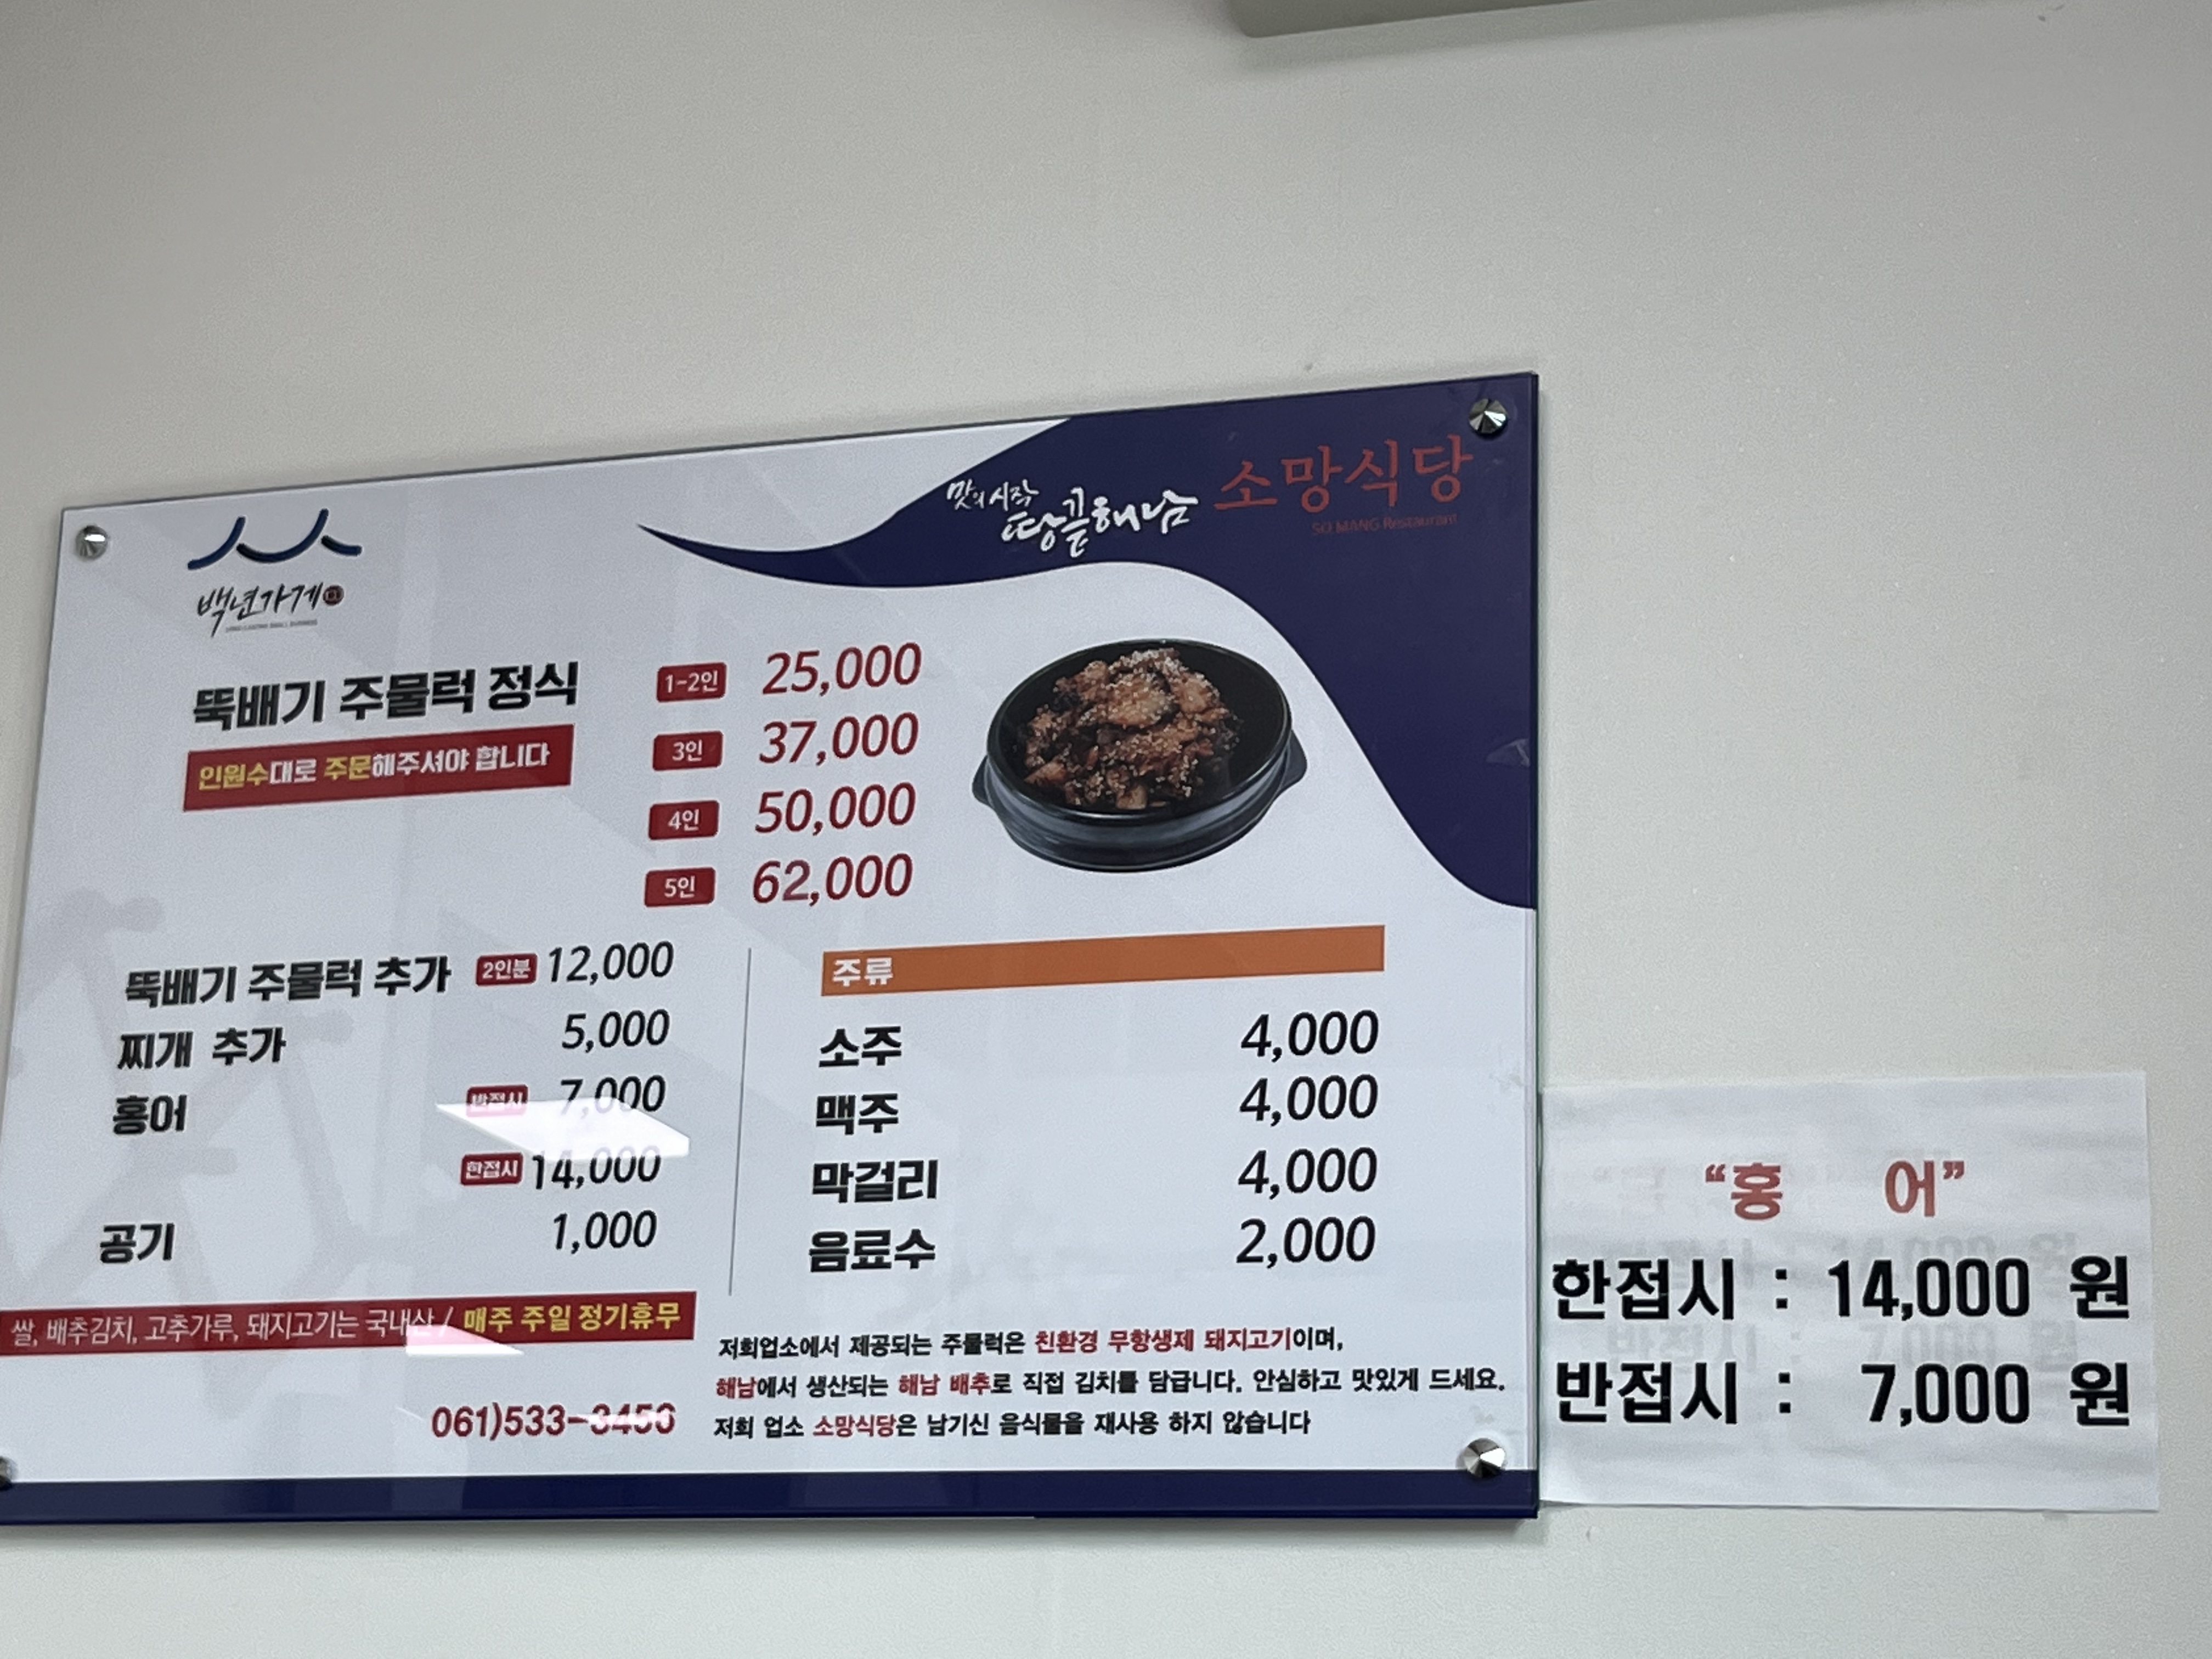 백년가게
맛의 시작
땅끝해남
소망식당
SO MANG Restaurant
뚝배기 주물럭 정식
인원수대로 주문해주셔야 합니다
1-2인 25,000
3인 37,000
4인 50,000
5인 62,000
뚝배기 주물럭 추가 2인분 12,000
찌개 추가 5,000
홍어 반접시 7,000
한접시 14,000
공기 1,000
쌀, 배추김치, 고추가루, 돼지고기는 국내산 / 매주 주일 정기휴무
061)533-3456
주류
소주 4,000
맥주 4,000
막걸리 4,000
음료수 2,000
저희업소에서 제공되는 주물럭은 친환경 무항생제 돼지고기이며,
해남에서 생산되는 해남 배추로 직접 김치를 담급니다. 안심하고 맛있게 드세요.
저희 업소 소망식당은 남기신 음식물을 재사용 하지 않습니다
“홍 어”
한접시 : 14,000 원
반접시 : 7,000 원